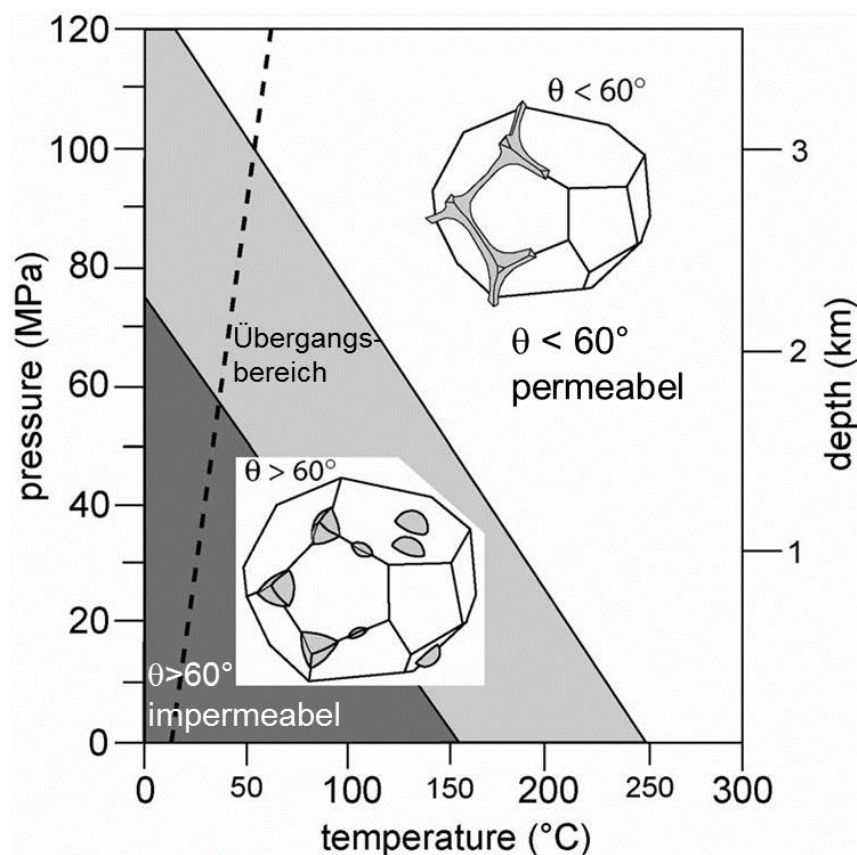 120
100
80
60
40
20
0
pressure (MPa)
θ < 60°
3
2
1
depth (km)
Übergangs-
bereich
θ < 60°
permeabel
θ > 60°
θ>60°
impermeabel
0
50
100
150
200
250
300
temperature (°C)